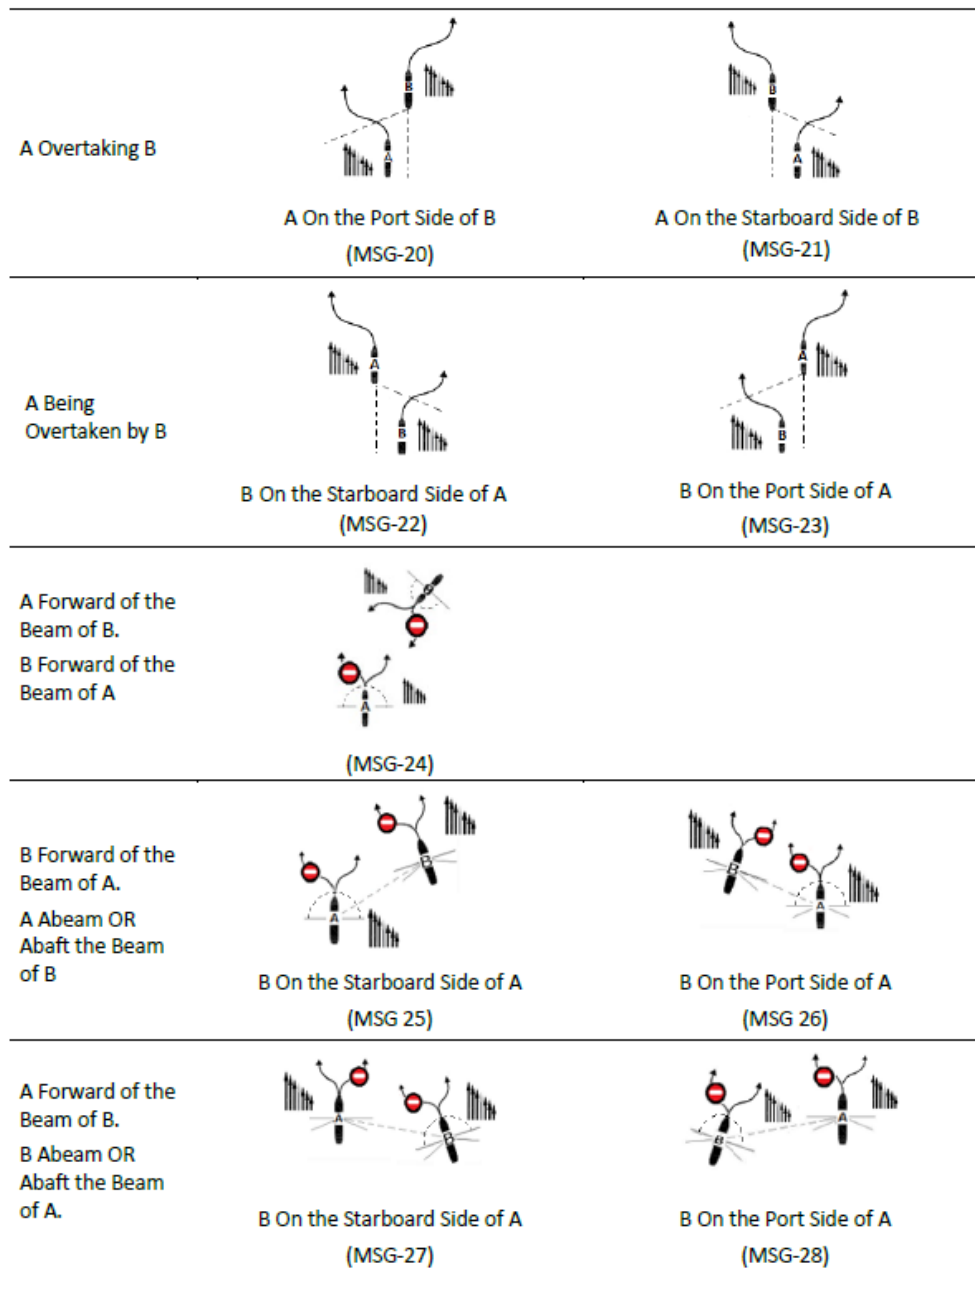 A Overtaking B
B
A
A On the Port Side of B
(MSG-20)
B
A
A On the Starboard Side of B
(MSG-21)
A Being
Overtaken by B
A
B
B On the Starboard Side of A
(MSG-22)
A
B
B On the Port Side of A
(MSG-23)
A Forward of the
Beam of B.
B Forward of the
Beam of A
B
A
(MSG-24)
B Forward of the
Beam of A.
A Abeam OR
Abaft the Beam
of B
B
A
B On the Starboard Side of A
(MSG 25)
B
A
B On the Port Side of A
(MSG 26)
A Forward of the
Beam of B.
B Abeam OR
Abaft the Beam
of A.
A
B
B On the Starboard Side of A
(MSG-27)
A
B
B On the Port Side of A
(MSG-28)